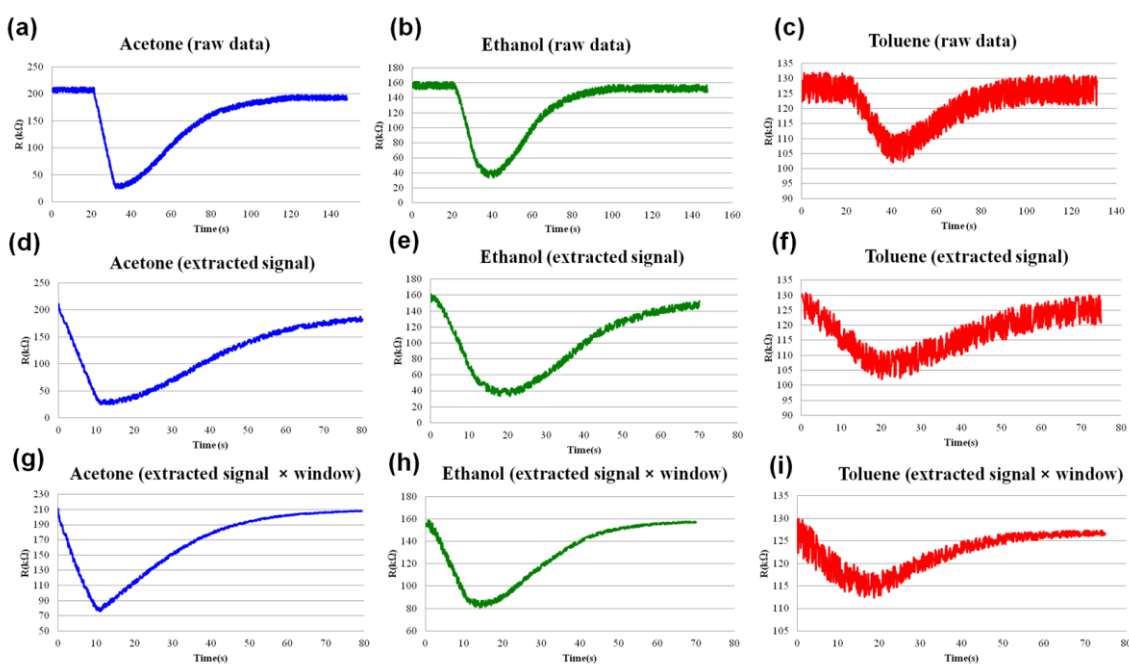 (a)
Acetone (raw data)
250
200
150
100
50
0
R(kΩ)
0 20 40 60 80 100 120 140
Time(s)
(b)
Ethanol (raw data)
160
140
120
100
80
60
40
20
0
R(kΩ)
0 20 40 60 80 100 120 140 160
Time(s)
(c)
Toluene (raw data)
135
130
125
120
115
110
105
100
95
90
R(kΩ)
0 20 40 60 80 100 120 140
Time(s)
(d)
Acetone (extracted signal)
250
200
150
100
50
0
R(kΩ)
0 10 20 30 40 50 60 70 80
Time(s)
(e)
Ethanol (extracted signal)
180
160
140
120
100
80
60
40
20
0
R(kΩ)
0 10 20 30 40 50 60 70 80
Time(s)
(f)
Toluene (extracted signal)
135
130
125
120
115
110
105
100
95
90
R(kΩ)
0 10 20 30 40 50 60 70 80
Time(s)
(g)
Acetone (extracted signal × window)
230
210
190
170
150
130
110
90
70
50
R(kΩ)
0 10 20 30 40 50 60 70 80
Time(s)
(h)
Ethanol (extracted signal × window)
180
160
140
120
100
80
60
R(kΩ)
0 10 20 30 40 50 60 70 80
Time(s)
(i)
Toluene (extracted signal × window)
135
130
125
120
115
110
105
R(kΩ)
0 10 20 30 40 50 60 70 80
Time(s)